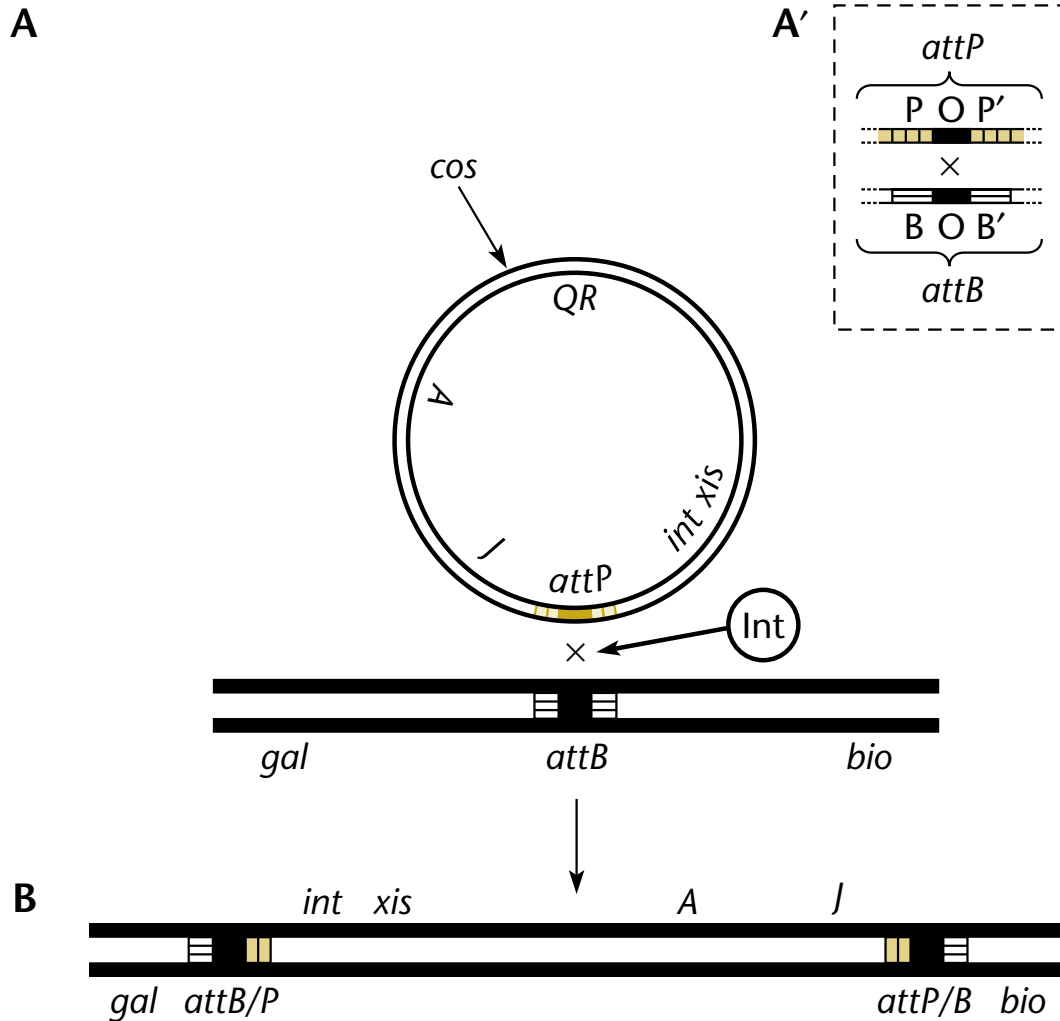 A
A′
attP
P O P′
×
B O B′
attB
cos
QR
A
int xis
J
attP
Int
×
gal attB bio
B
int xis A J
gal attB/P attP/B bio